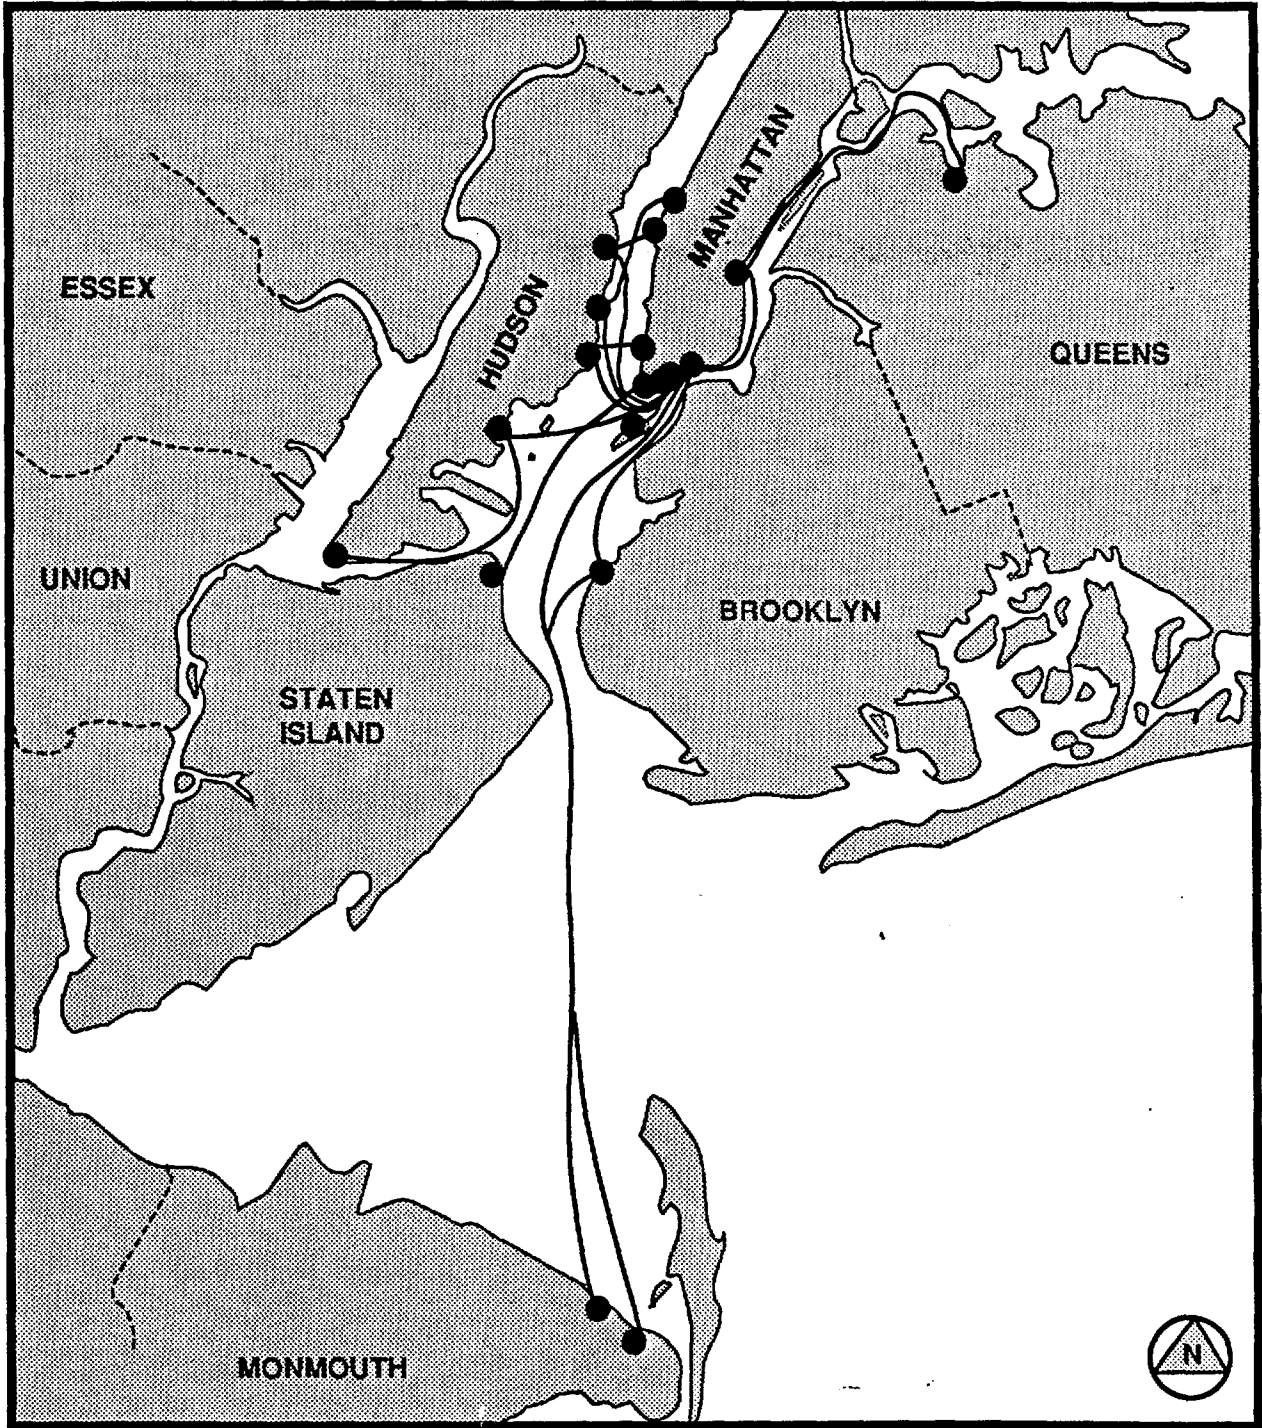 MANHATTAN
ESSEX
HUDSON
QUEENS
UNION
BROOKLYN
STATEN
ISLAND
N
MONMOUTH